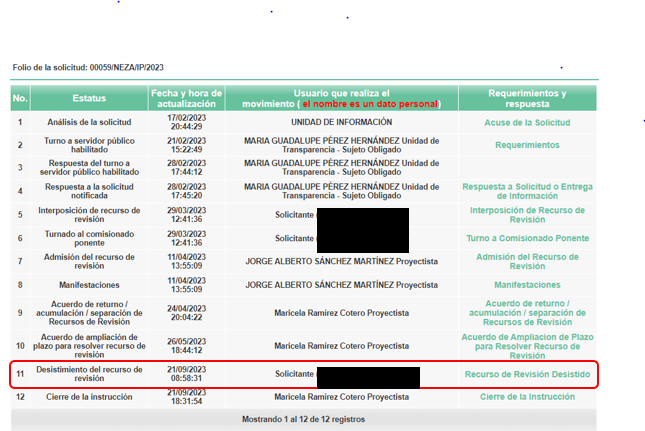 Folio de la solicitud: 00059/NEZA/IP/2023
No. Estatus Fecha y hora de actualización Usuario que realiza el movimiento ( el nombre es un dato personal) Requerimientos y respuesta
1 Análisis de la solicitud 17/02/2023 20:44:29 UNIDAD DE INFORMACIÓN Acuse de la Solicitud
2 Turno a servidor público habilitado 21/02/2023 15:22:49 MARIA GUADALUPE PÉREZ HERNÁNDEZ Unidad de Transparencia - Sujeto Obligado Requerimientos
3 Respuesta del turno a servidor público habilitado 28/02/2023 17:44:12 MARIA GUADALUPE PÉREZ HERNÁNDEZ Unidad de Transparencia - Sujeto Obligado
4 Respuesta a la solicitud notificada 28/02/2023 17:45:20 MARIA GUADALUPE PÉREZ HERNÁNDEZ Unidad de Transparencia - Sujeto Obligado Respuesta a Solicitud o Entrega de Información
5 Interposición de recurso de revisión 29/03/2023 12:41:36 Solicitante Interposición de Recurso de Revisión
6 Turnado al comisionado ponente 29/03/2023 12:41:36 Solicitante Turno a Comisionado Ponente
7 Admisión del recurso de revisión 11/04/2023 13:55:09 JORGE ALBERTO SÁNCHEZ MARTÍNEZ Proyectista Admisión del Recurso de Revisión
8 Manifestaciones 11/04/2023 13:55:09 JORGE ALBERTO SÁNCHEZ MARTÍNEZ Proyectista Manifestaciones
9 Acuerdo de returno / acumulación / separación de Recursos de Revisión 24/04/2023 20:04:22 Maricela Ramírez Cotero Proyectista Acuerdo de returno / acumulación / separación de Recursos de Revisión
10 Acuerdo de ampliación de plazo para resolver recurso de revisión 26/05/2023 18:44:12 Maricela Ramírez Cotero Proyectista Acuerdo de Ampliacion de Plazo para Resolver Recurso de Revisión
11 Desistimiento del recurso de revisión 21/09/2023 08:58:31 Solicitante Recurso de Revisión Desistido
12 Cierre de la instrucción 21/09/2023 18:31:54 Maricela Ramírez Cotero Proyectista Cierre de la Instrucción
Mostrando 1 al 12 de 12 registros